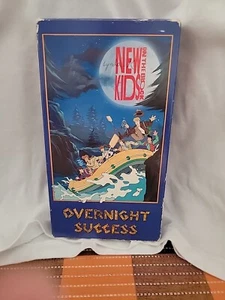 NEW
KIDS
ON THE BLOCK
OVERNIGHT
SUCCESS